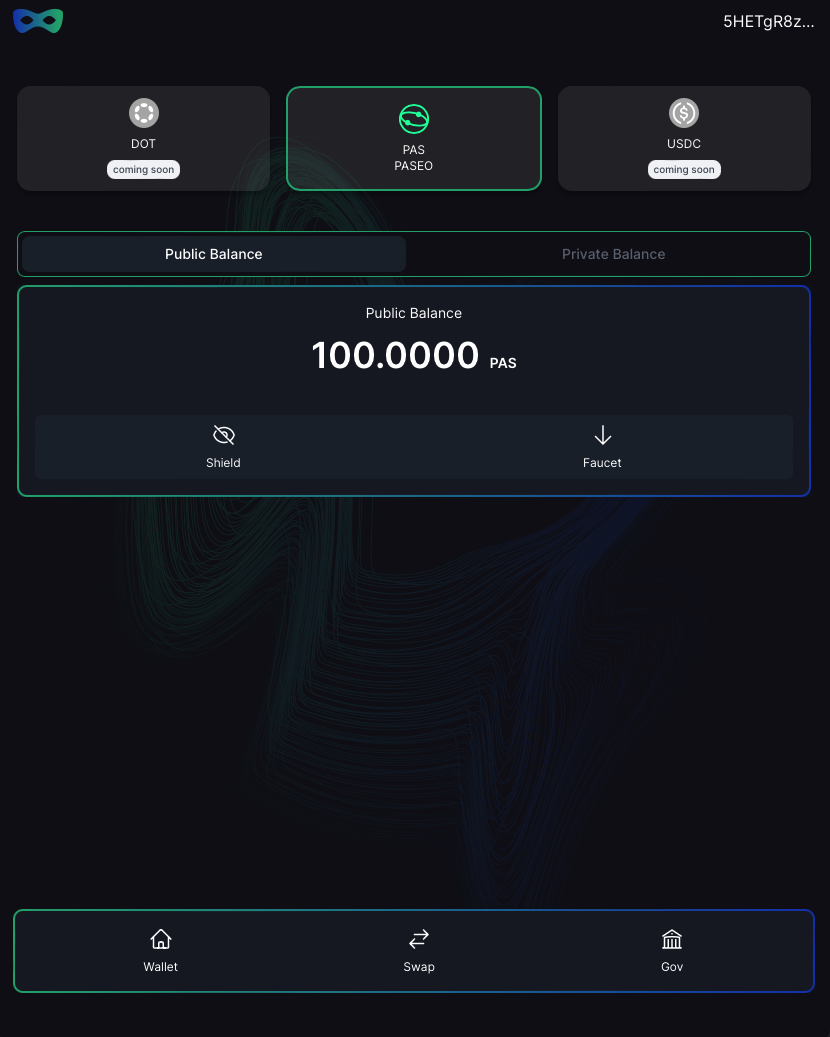 5HETgR8z...
DOT
coming soon
PAS
PASEO
USDC
coming soon
Public Balance
Private Balance
Public Balance
100.0000 PAS
Shield
Faucet
Wallet
Swap
Gov